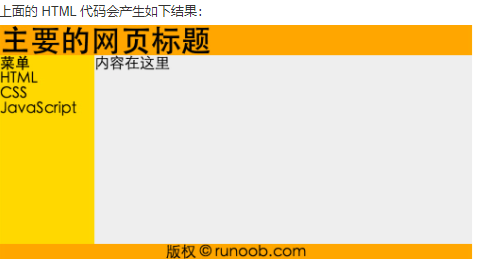 上面的 HTML 代码会产生如下结果：
主要的网页标题
菜单
HTML
CSS
JavaScript
内容在这里
版权 © runoob.com